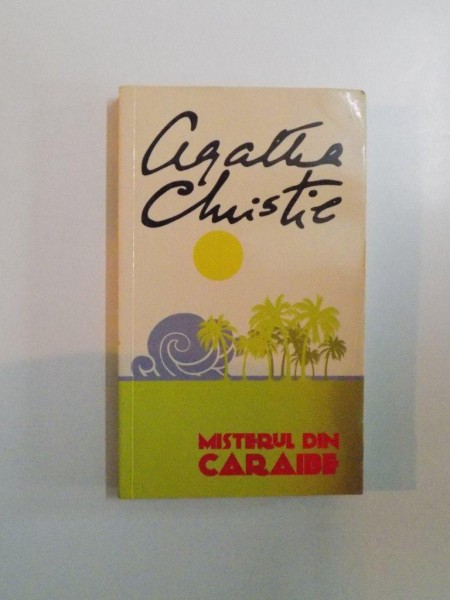 Agatha
Christie
MISTERUL DIN
CARAIBE